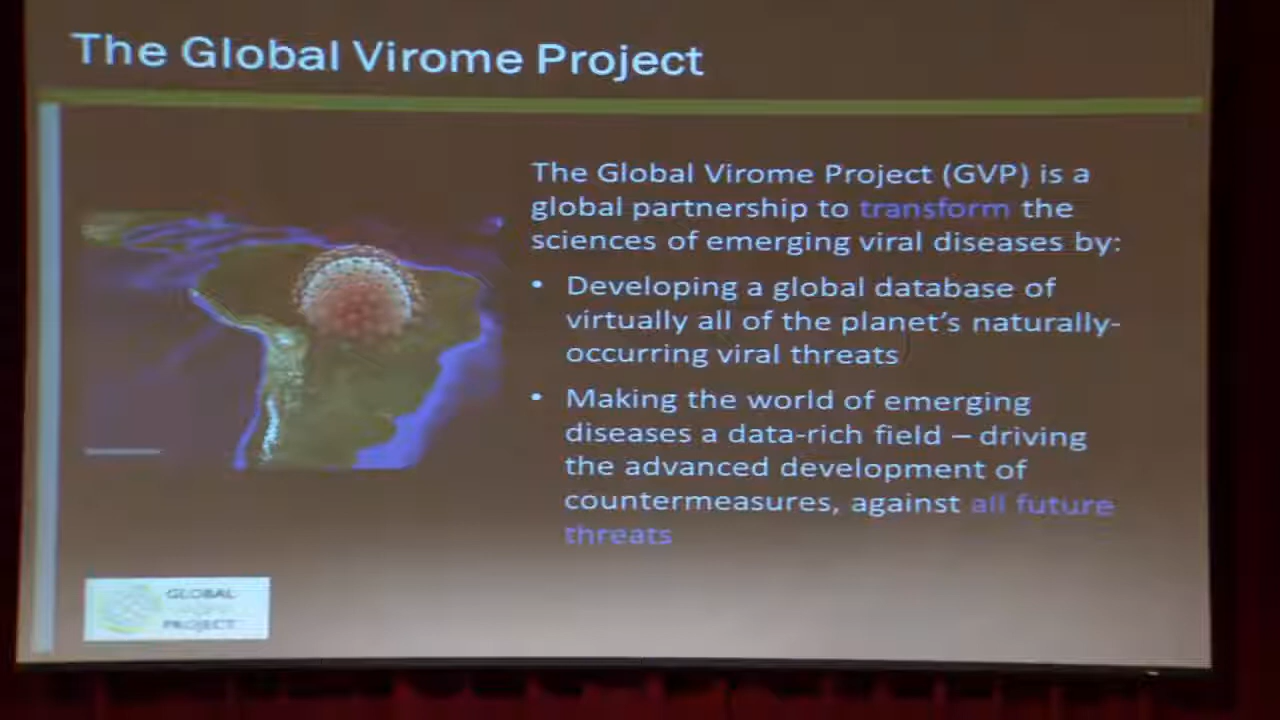 The Global Virome Project
The Global Virome Project (GVP) is a
global partnership to transform the
sciences of emerging viral diseases by:
• Developing a global database of
virtually all of the planet's naturally-
occurring viral threats
• Making the world of emerging
diseases a data-rich field – driving
the advanced development of
countermeasures, against all future
threats
GLOBAL
PROJECT